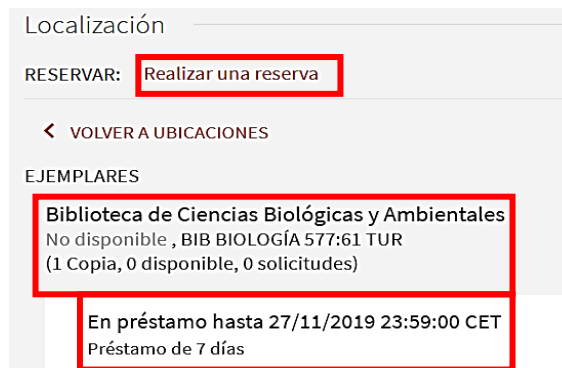 Localización
RESERVAR: Realizar una reserva
VOLVER A UBICACIONES
EJEMPLARES
Biblioteca de Ciencias Biológicas y Ambientales
No disponible , BIB BIOLOGÍA 577:61 TUR
(1 Copia, 0 disponible, 0 solicitudes)
En préstamo hasta 27/11/2019 23:59:00 CET
Préstamo de 7 días